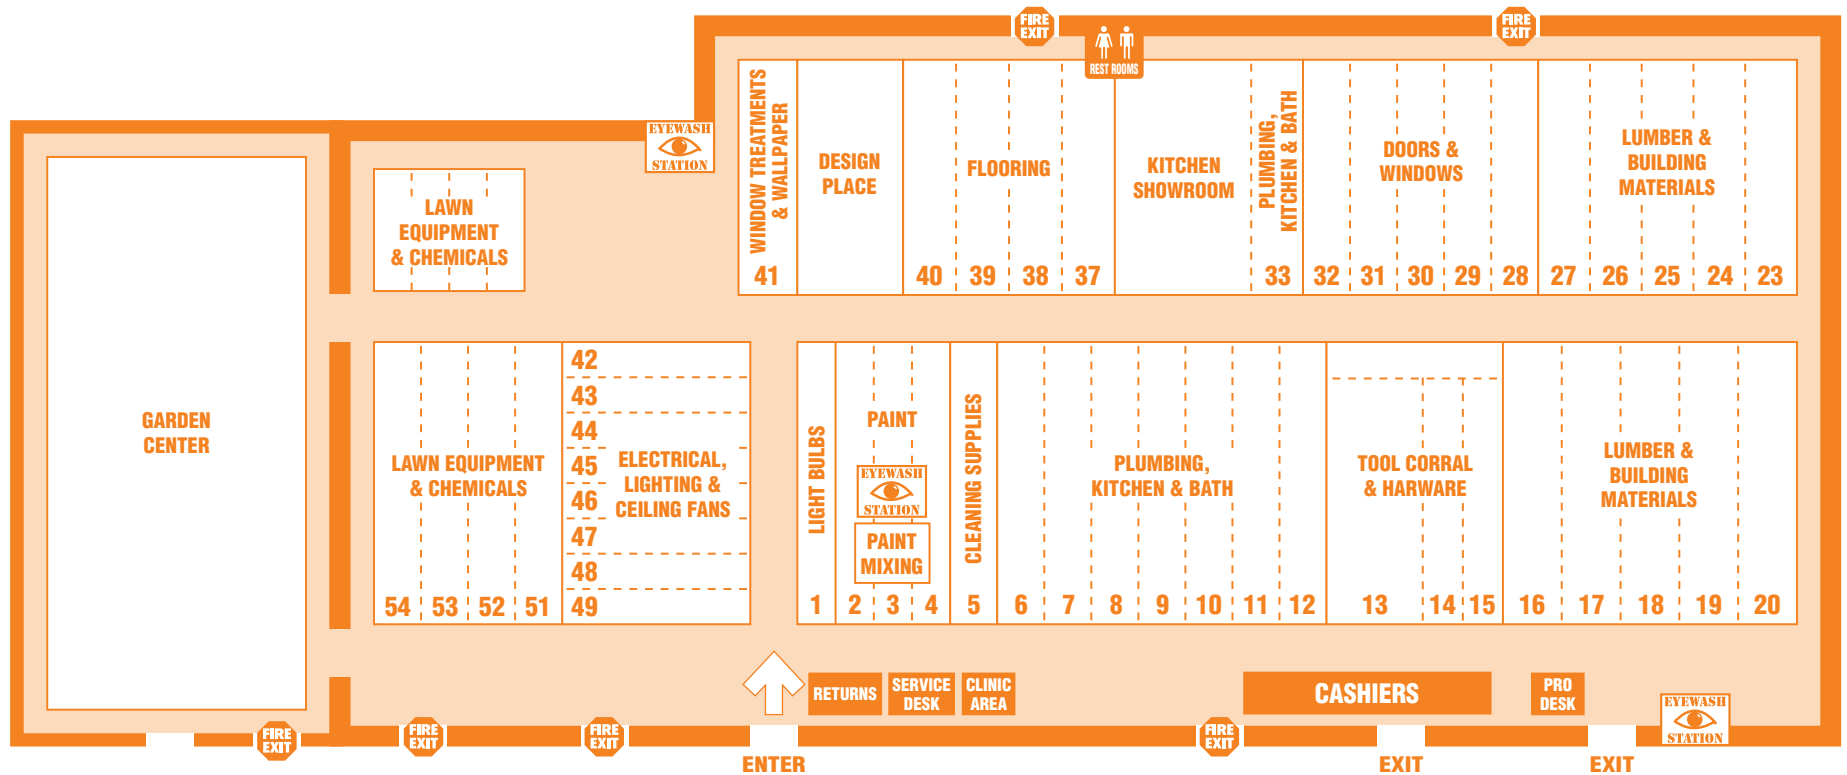 FIRE
EXIT
FIRE
EXIT
REST ROOMS
EYEWASH
STATION
WINDOW TREATMENTS
& WALLPAPER
41
DESIGN
PLACE
FLOORING
40
39
38
37
KITCHEN
SHOWROOM
PLUMBING,
KITCHEN & BATH
33
DOORS &
WINDOWS
32
31
30
29
28
LUMBER &
BUILDING
MATERIALS
27
26
25
24
23
LAWN
EQUIPMENT
& CHEMICALS
GARDEN
CENTER
LAWN EQUIPMENT
& CHEMICALS
54
53
52
51
42
43
44
45
46
47
48
49
ELECTRICAL,
LIGHTING &
CEILING FANS
LIGHT BULBS
1
PAINT
EYEWASH
STATION
PAINT
MIXING
2
3
4
CLEANING SUPPLIES
5
PLUMBING,
KITCHEN & BATH
6
7
8
9
10
11
12
TOOL CORRAL
& HARWARE
13
14
15
LUMBER &
BUILDING
MATERIALS
16
17
18
19
20
RETURNS
SERVICE
DESK
CLINIC
AREA
CASHIERS
PRO
DESK
EYEWASH
STATION
FIRE
EXIT
FIRE
EXIT
FIRE
EXIT
FIRE
EXIT
ENTER
EXIT
EXIT